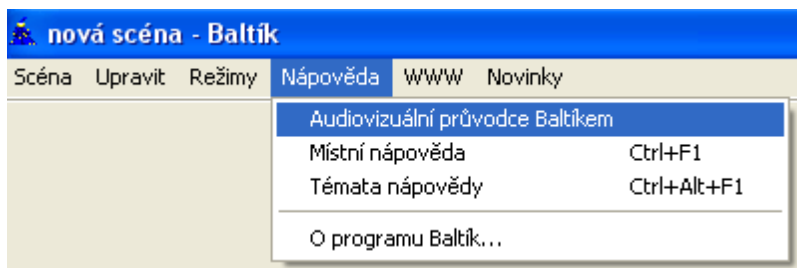 nová scéna - Baltík
Scéna Upravit Režimy Nápověda WWW Novinky
Audiovizuální průvodce Baltíkem
Místní nápověda Ctrl+F1
Témata nápovědy Ctrl+Alt+F1
O programu Baltík...